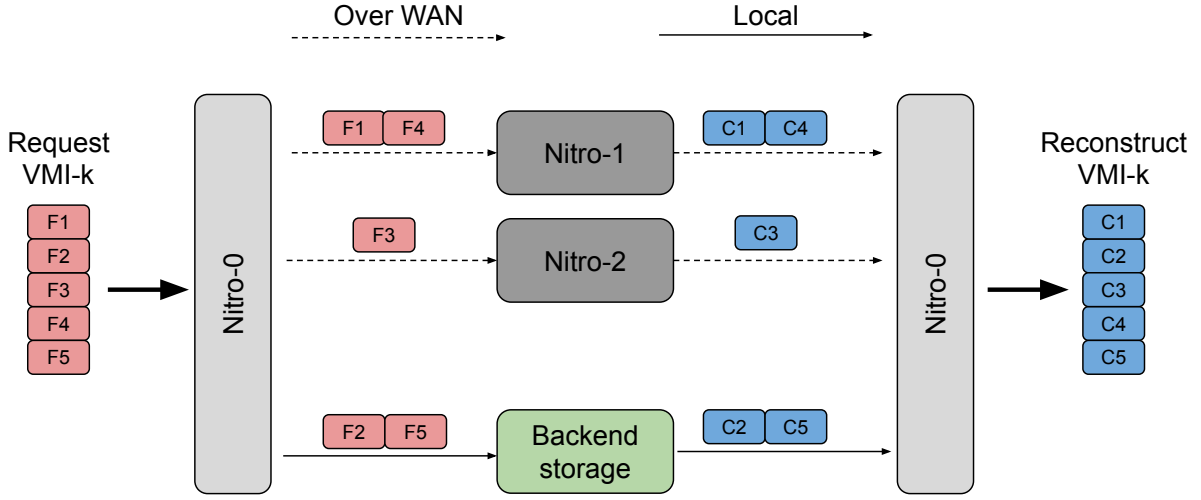 Over WAN
Local
Request
VMI-k
F1
F2
F3
F4
F5
Nitro-0
F1 F4
Nitro-1
C1 C4
F3
Nitro-2
C3
F2 F5
Backend
storage
C2 C5
Nitro-0
Reconstruct
VMI-k
C1
C2
C3
C4
C5